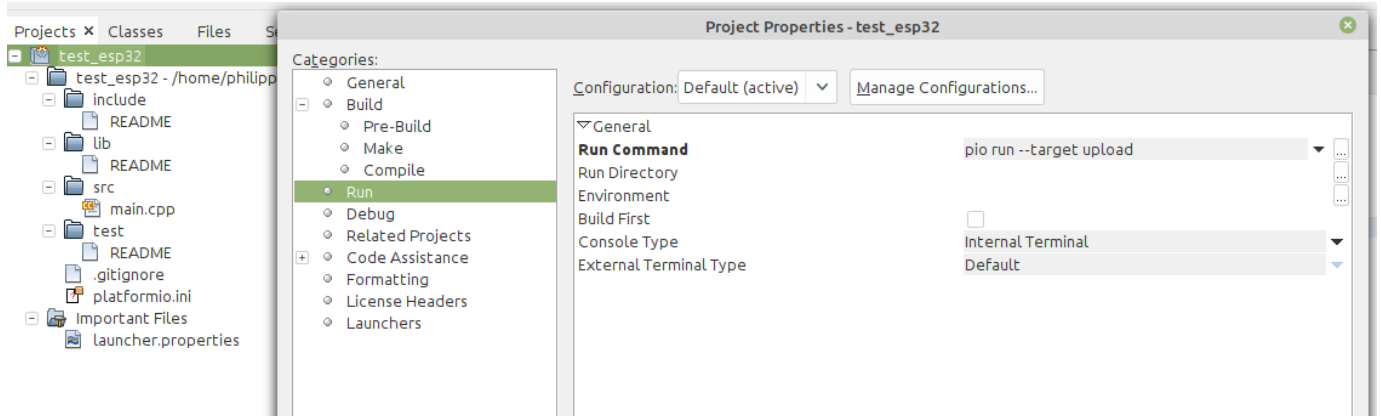 Project Properties - test_esp32
Projects × Classes Files
test_esp32
test_esp32 - /home/philipp
include
README
lib
README
src
main.cpp
test
README
.gitignore
platformio.ini
Important Files
launcher.properties
Categories:
General
Build
Pre-Build
Make
Compile
Run
Debug
Related Projects
Code Assistance
Formatting
License Headers
Launchers
Configuration: Default (active) Manage Configurations...
General
Run Command pio run --target upload ...
Run Directory ...
Environment ...
Build First
Console Type Internal Terminal
External Terminal Type Default